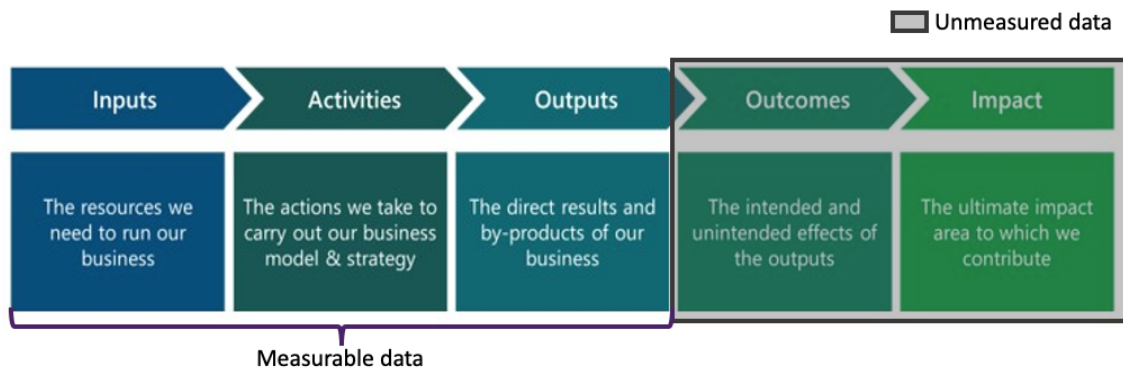 Unmeasured data
Inputs
Activities
Outputs
Outcomes
Impact
The resources we
need to run our
business
The actions we take to
carry out our business
model & strategy
The direct results and
by-products of our
business
The intended and
unintended effects of
the outputs
The ultimate impact
area to which we
contribute
Measurable data